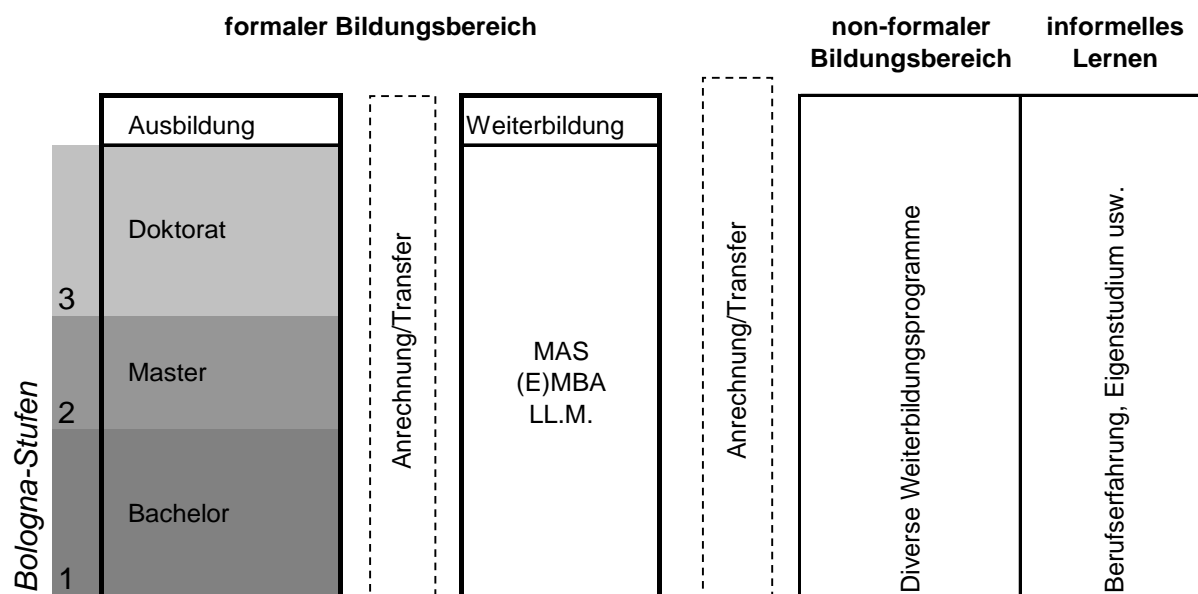 formaler Bildungsbereich
non-formaler
Bildungsbereich
informelles
Lernen
Ausbildung
Weiterbildung
Doktorat
3
Master
2
Bachelor
1
Bologna-Stufen
Anrechnung/Transfer
MAS
(E)MBA
LL.M.
Anrechnung/Transfer
Diverse Weiterbildungsprogramme
Berufserfahrung, Eigenstudium usw.